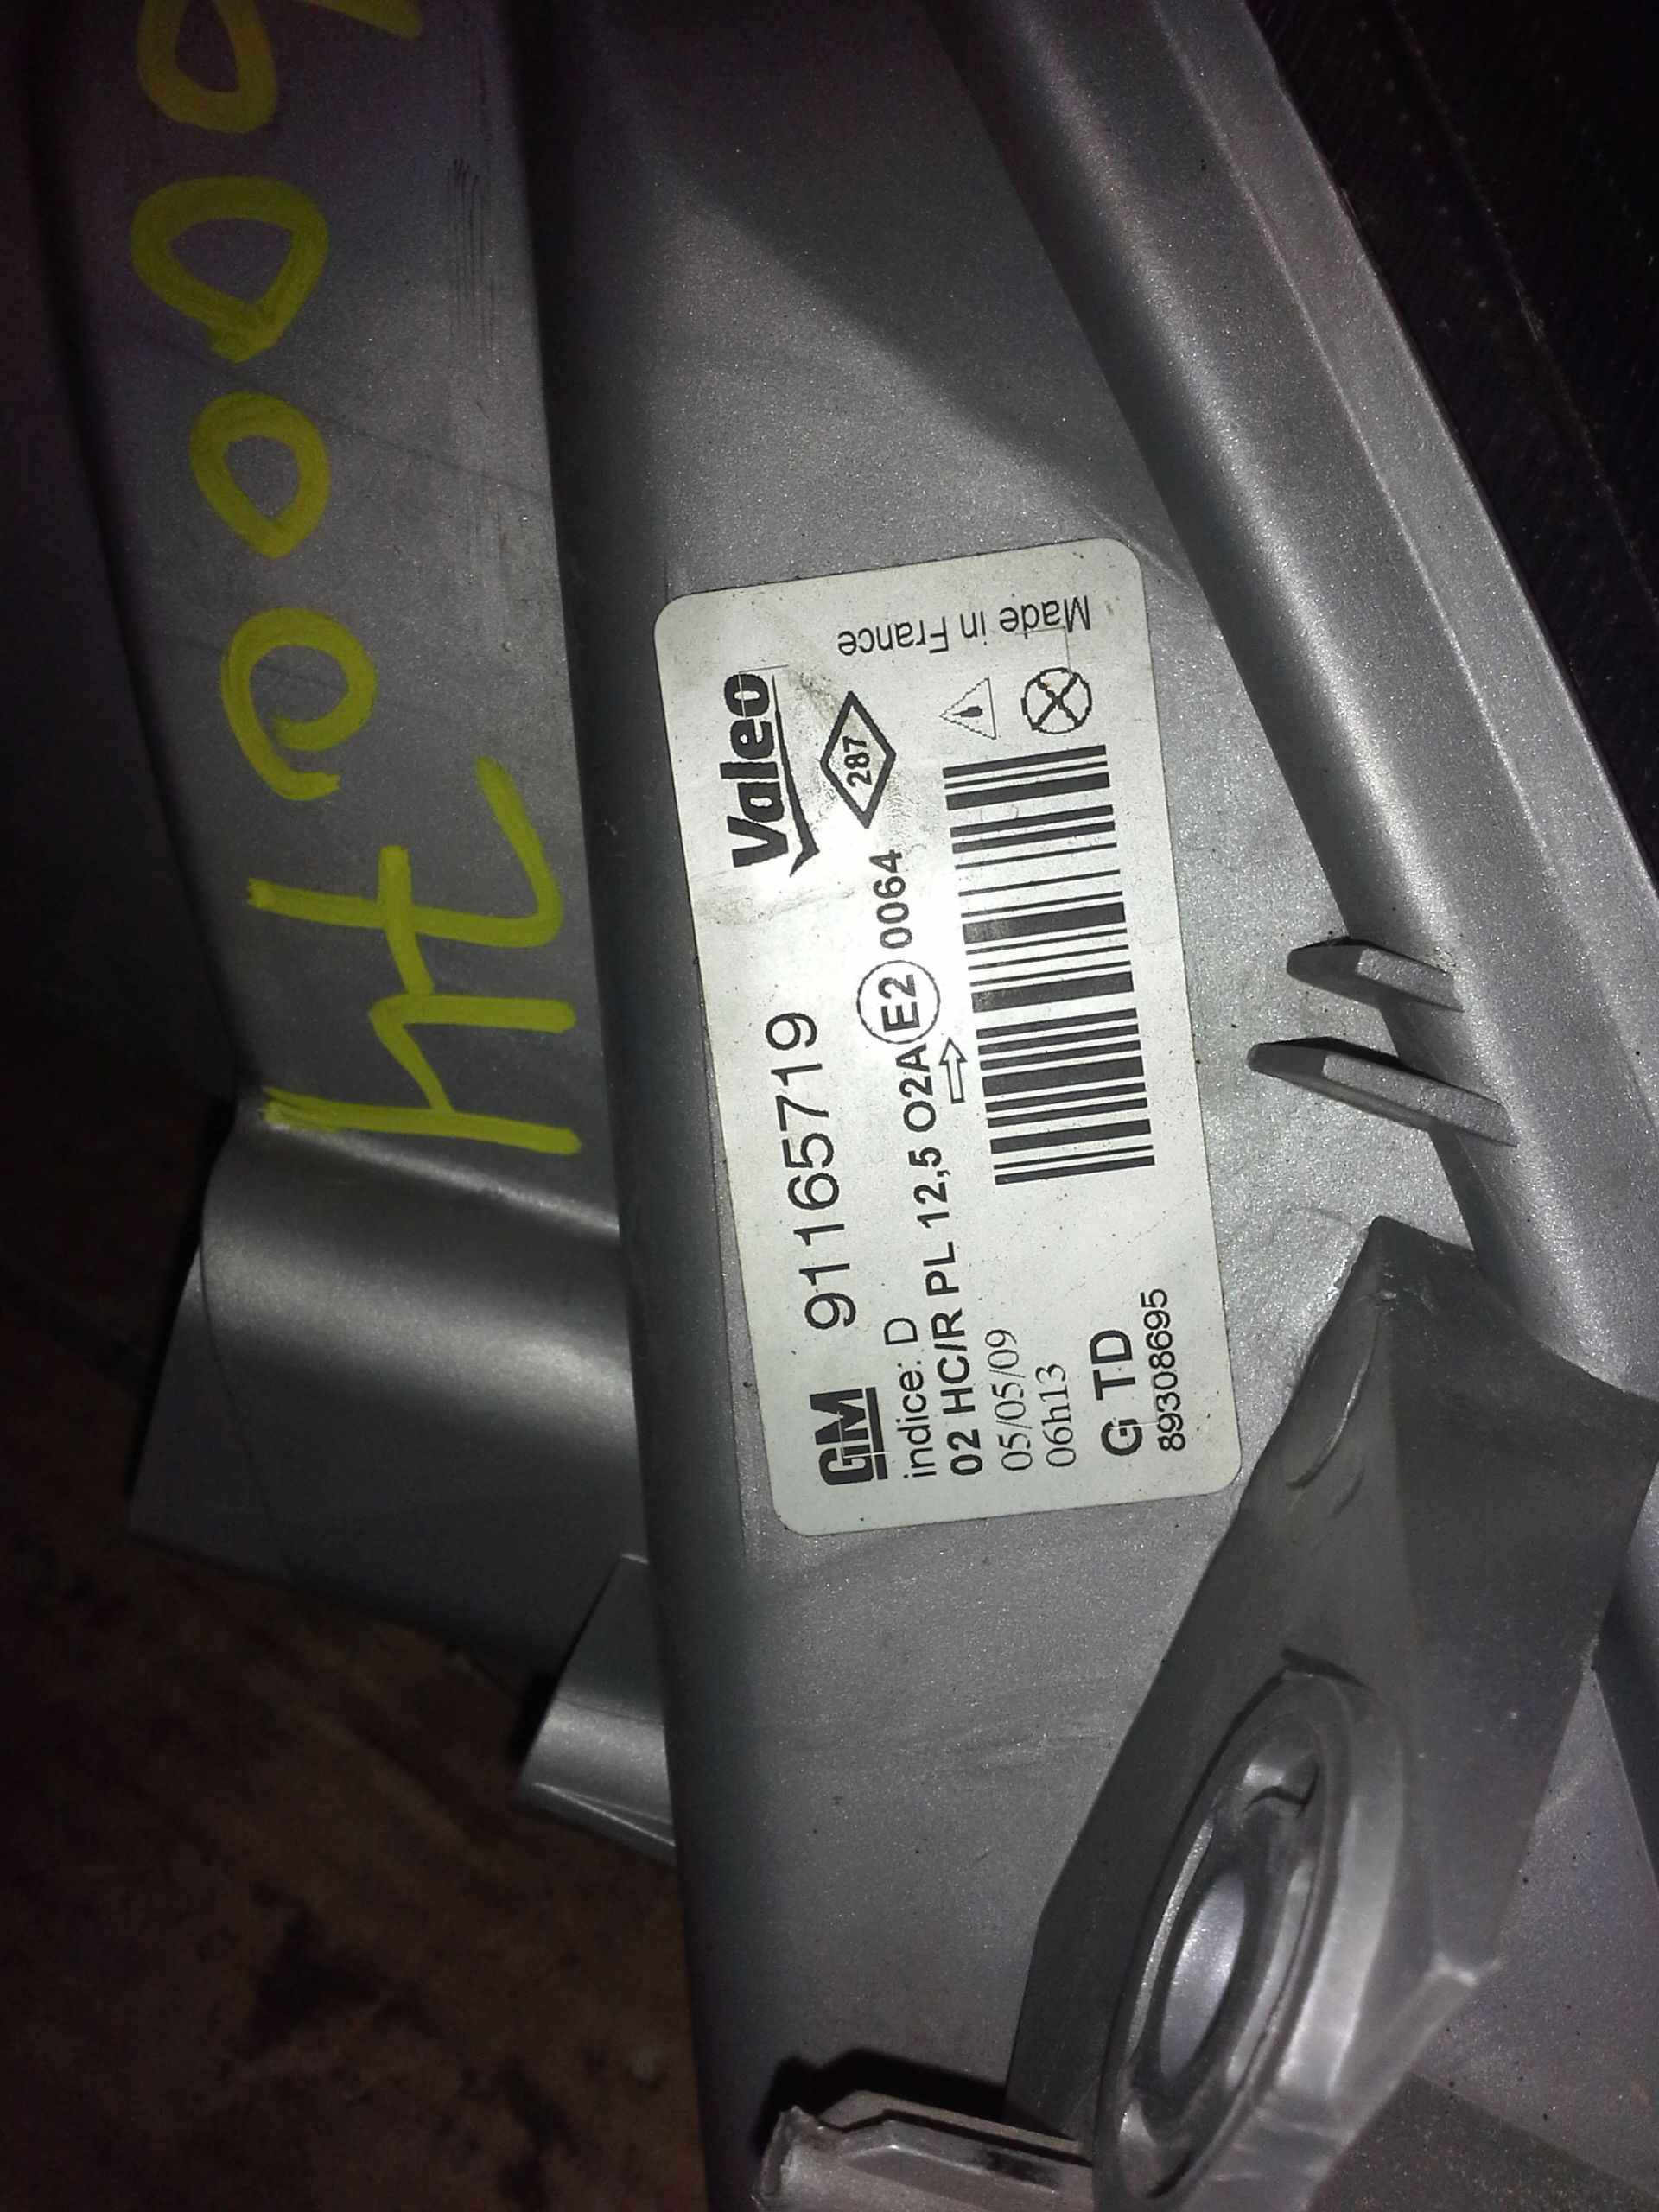 Valeo
GM 91165719
287
indice: D
02 HC/R PL 12,5 O2A E2 0064
05/05/09
06h13
G TD
89308695
Made in France